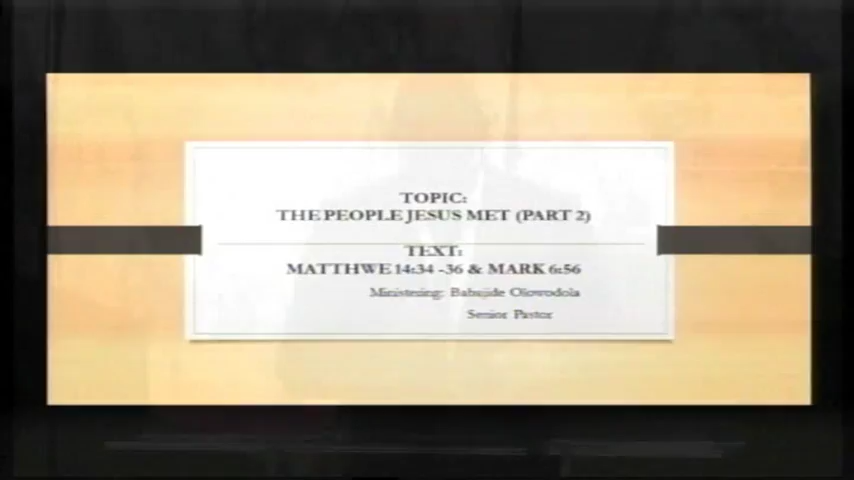 TOPIC:
THE PEOPLE JESUS MET (PART 2)
TEXT:
MATTHWE 14:34 -36 & MARK 6:56
Ministering: Babajide Olowodola
Senior Pastor